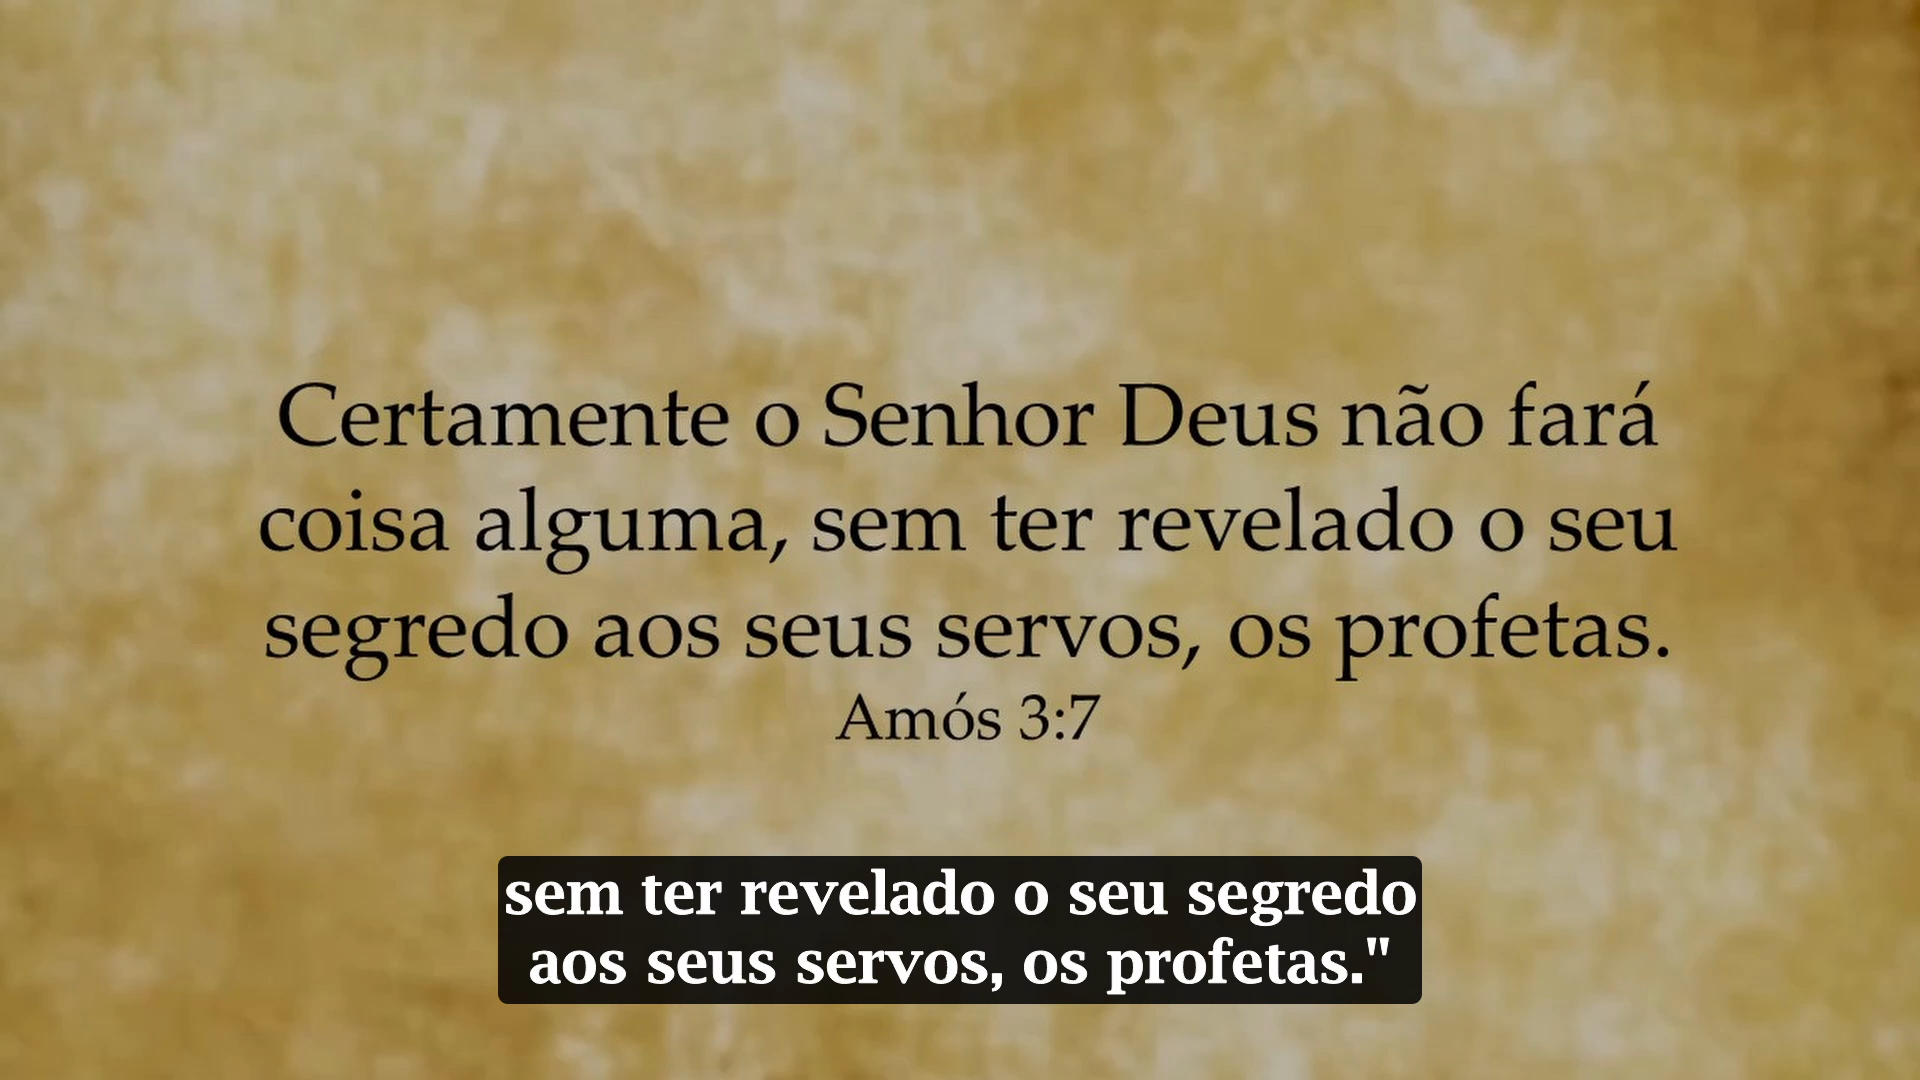 Certamente o Senhor Deus não fará
coisa alguma, sem ter revelado o seu
segredo aos seus servos, os profetas.
Amós 3:7
sem ter revelado o seu segredo
aos seus servos, os profetas."